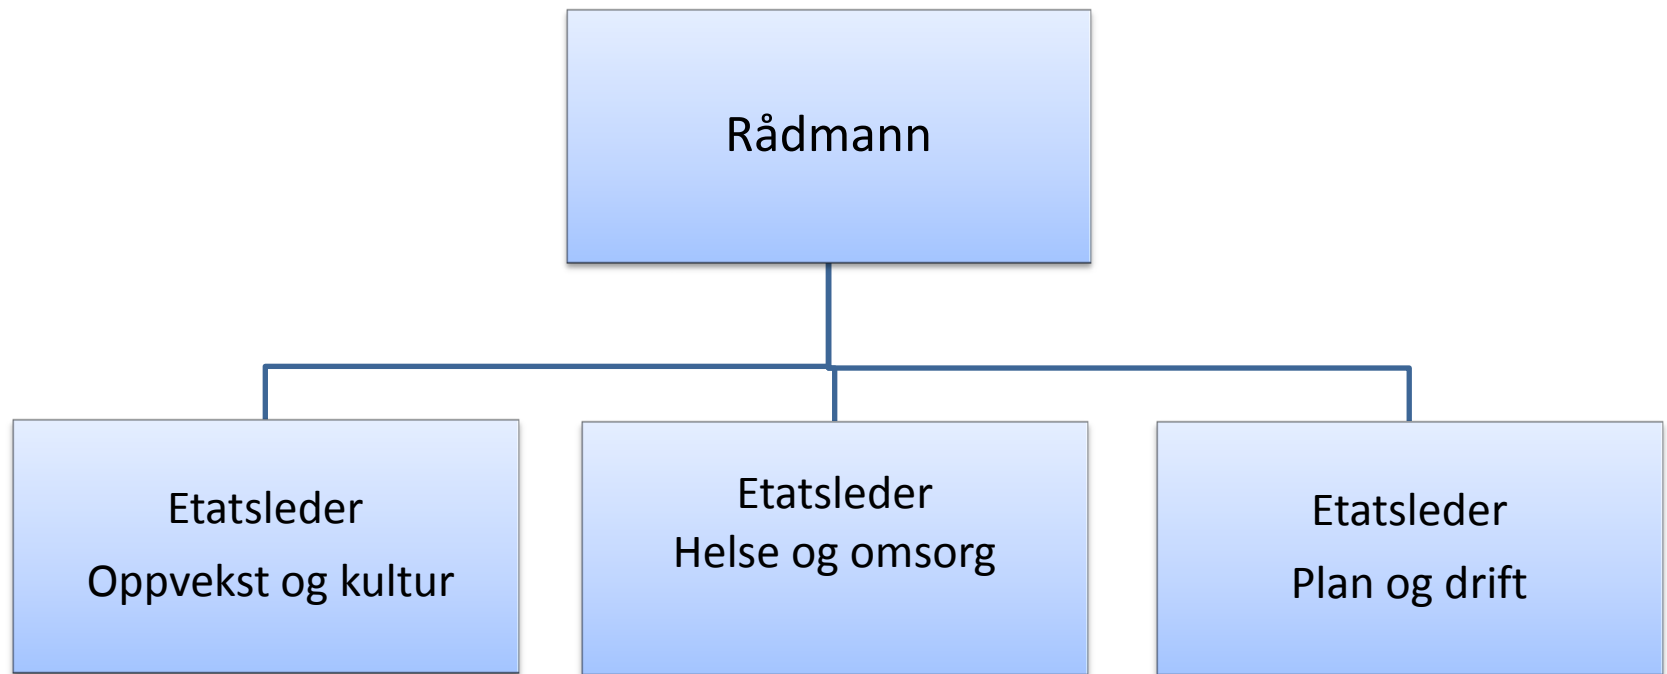 Rådmann
Etatsleder
Oppvekst og kultur
Etatsleder
Helse og omsorg
Etatsleder
Plan og drift